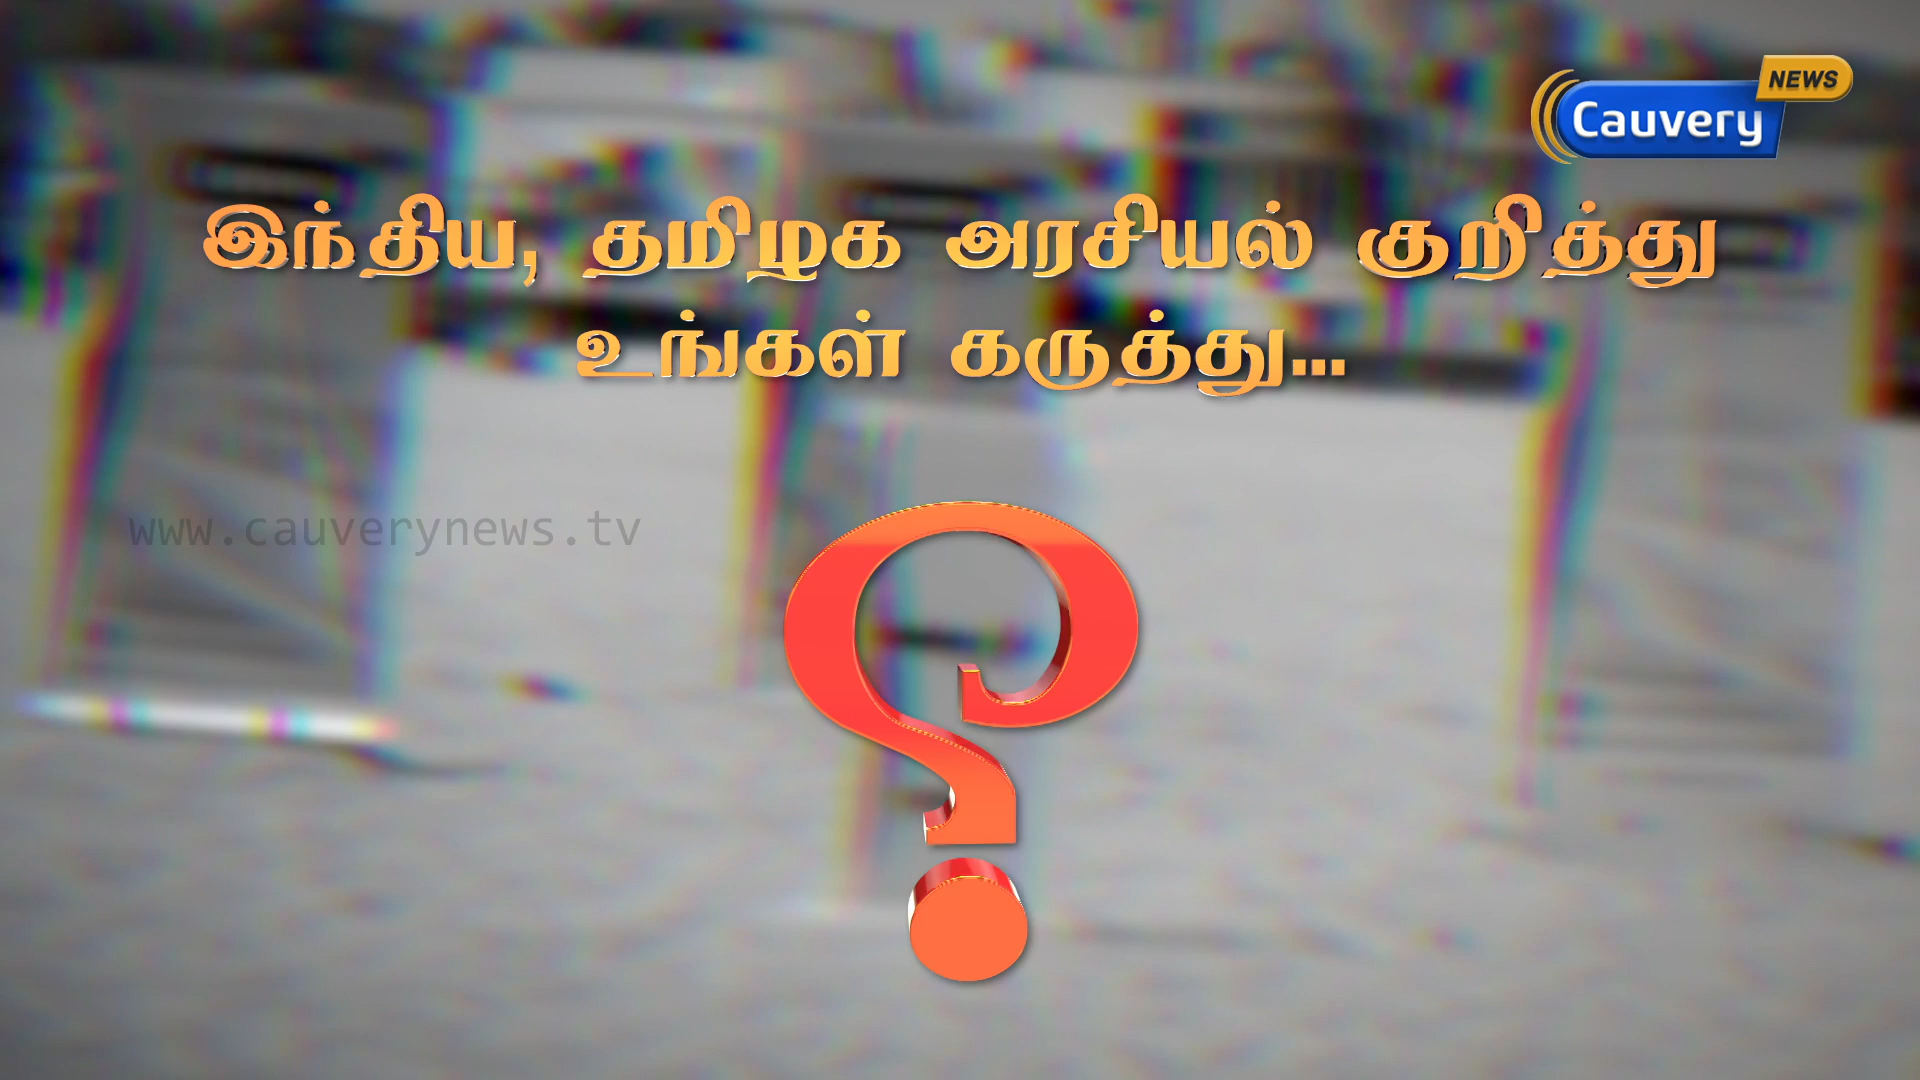 NEWS
Cauvery
இந்திய, தமிழக அரசியல் குறித்து
உங்கள் கருத்து...
www.cauverynews.tv
?